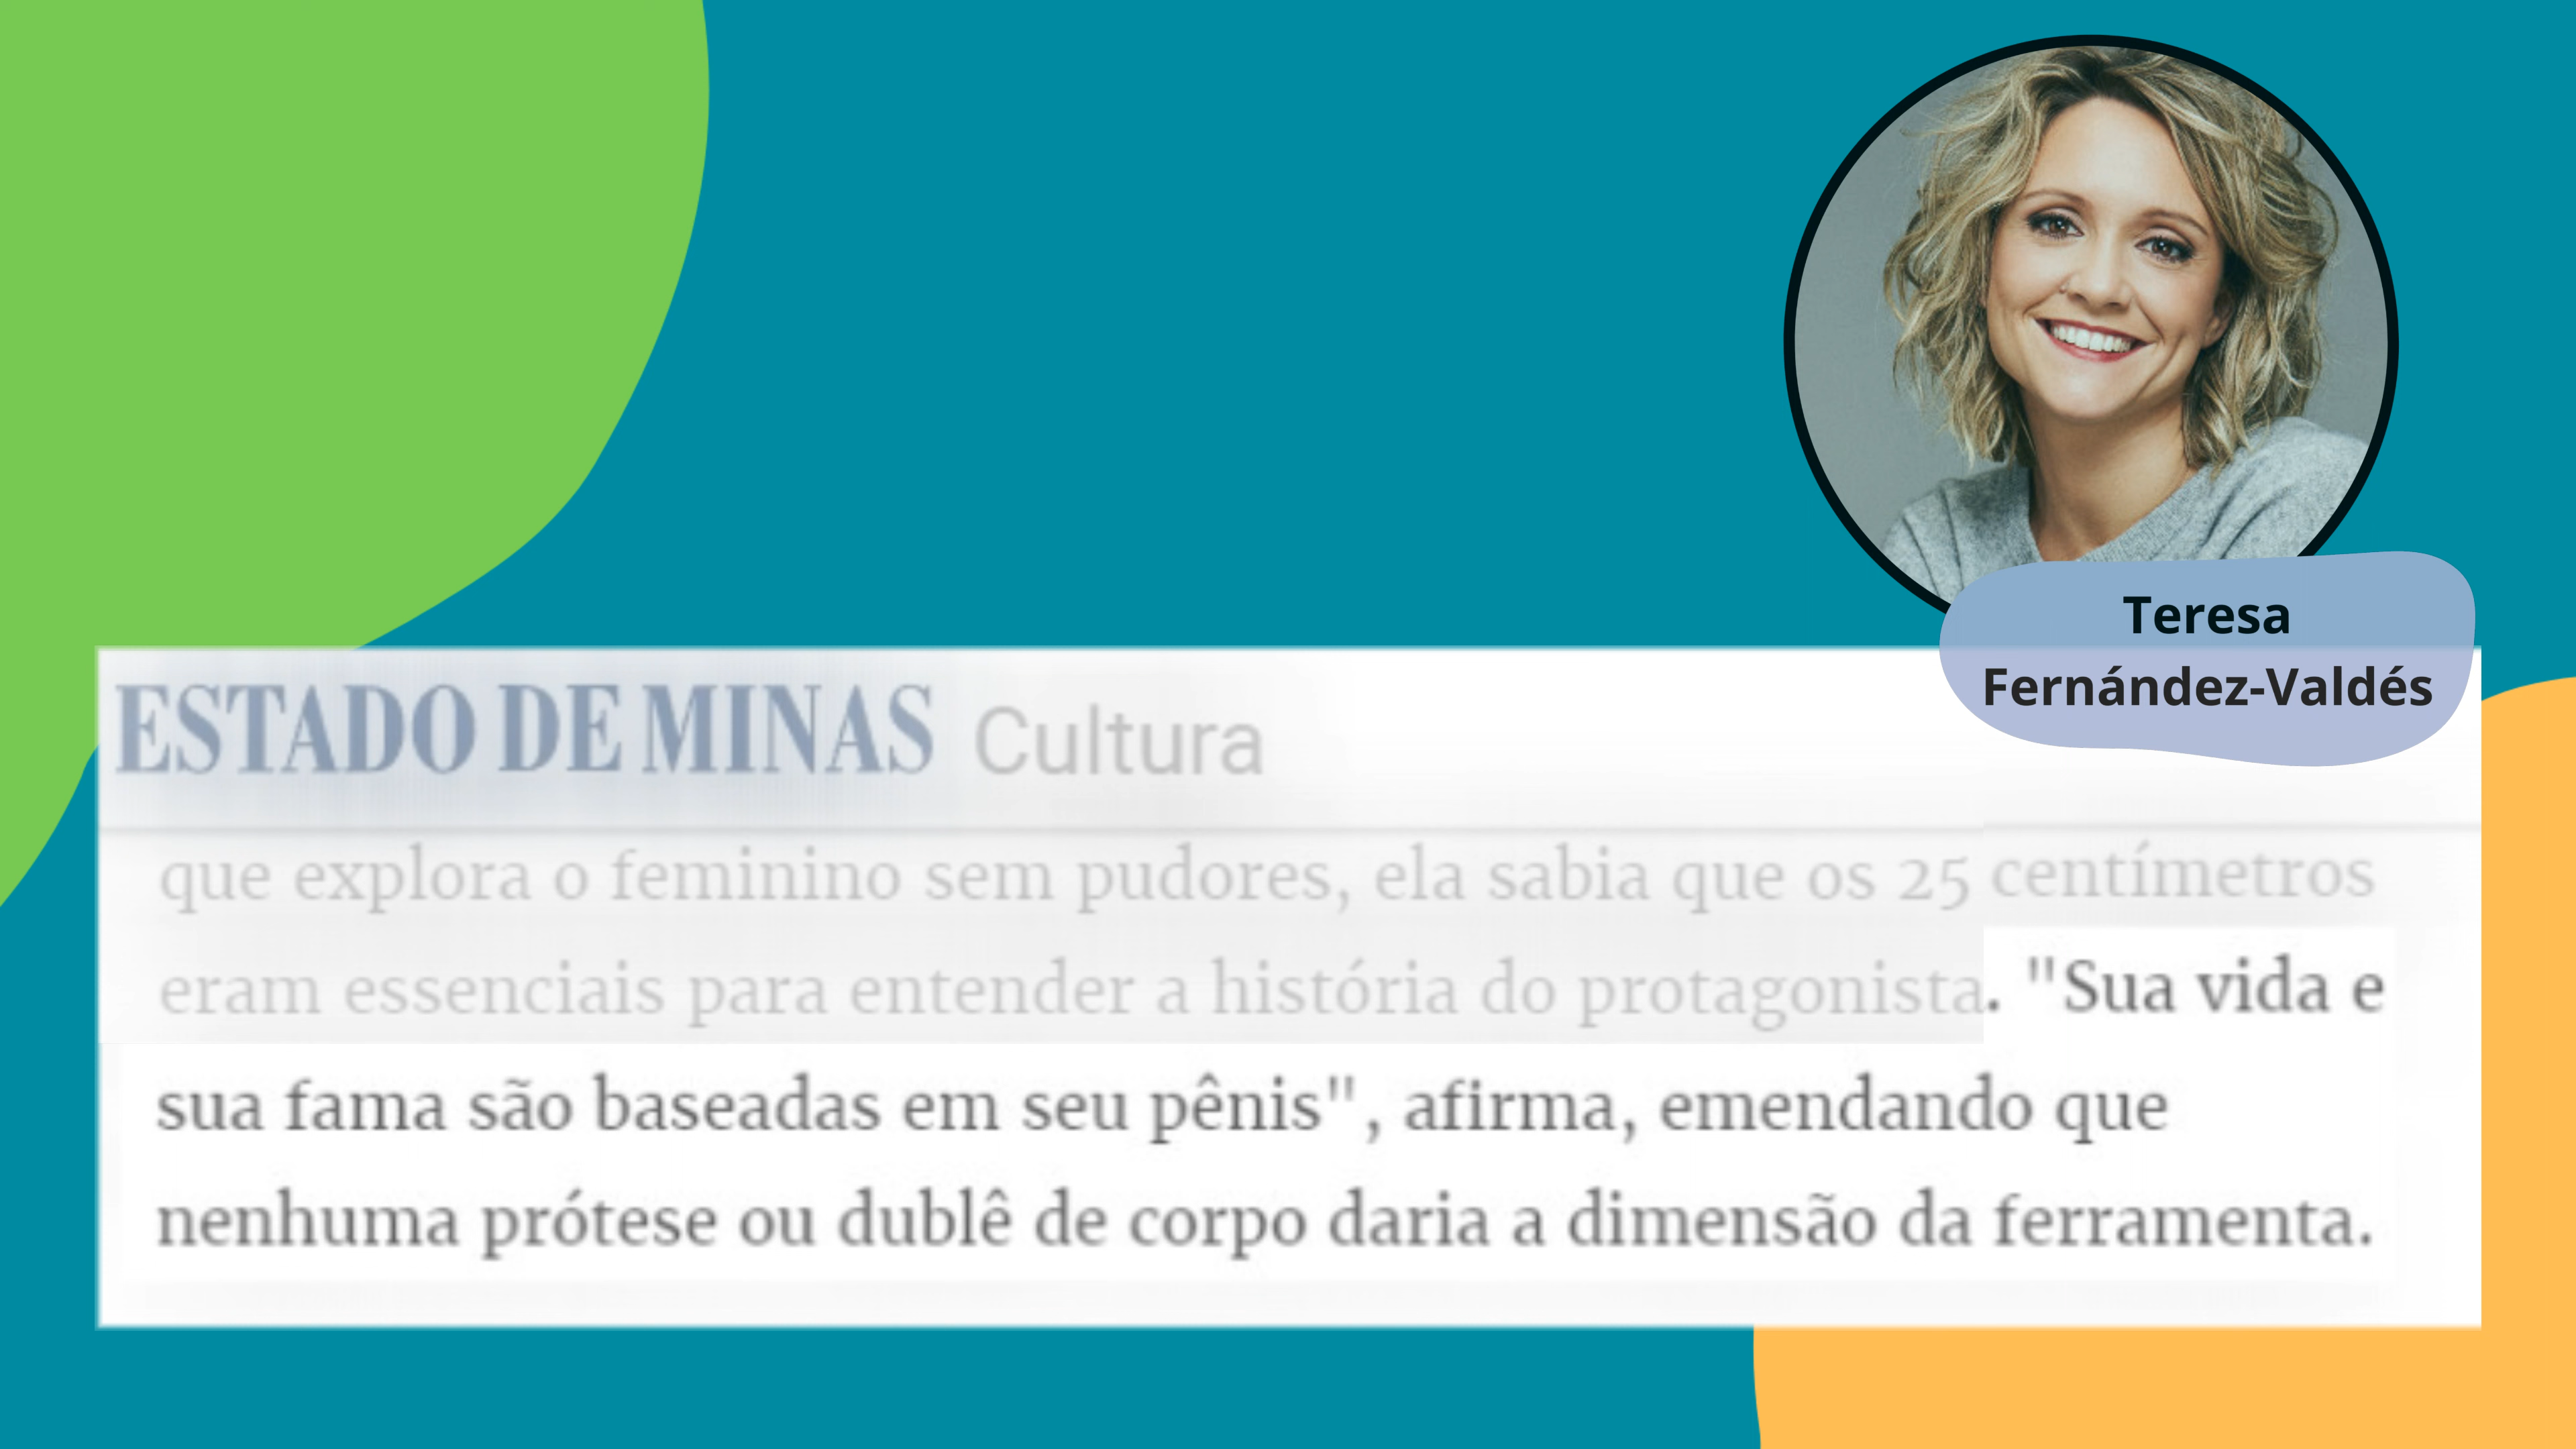 Teresa
Fernández-Valdés
ESTADO DE MINAS Cultura
que explora o feminino sem pudores, ela sabia que os 25 centímetros
eram essenciais para entender a história do protagonista. "Sua vida e
sua fama são baseadas em seu pênis", afirma, emendando que
nenhuma prótese ou dublê de corpo daria a dimensão da ferramenta.